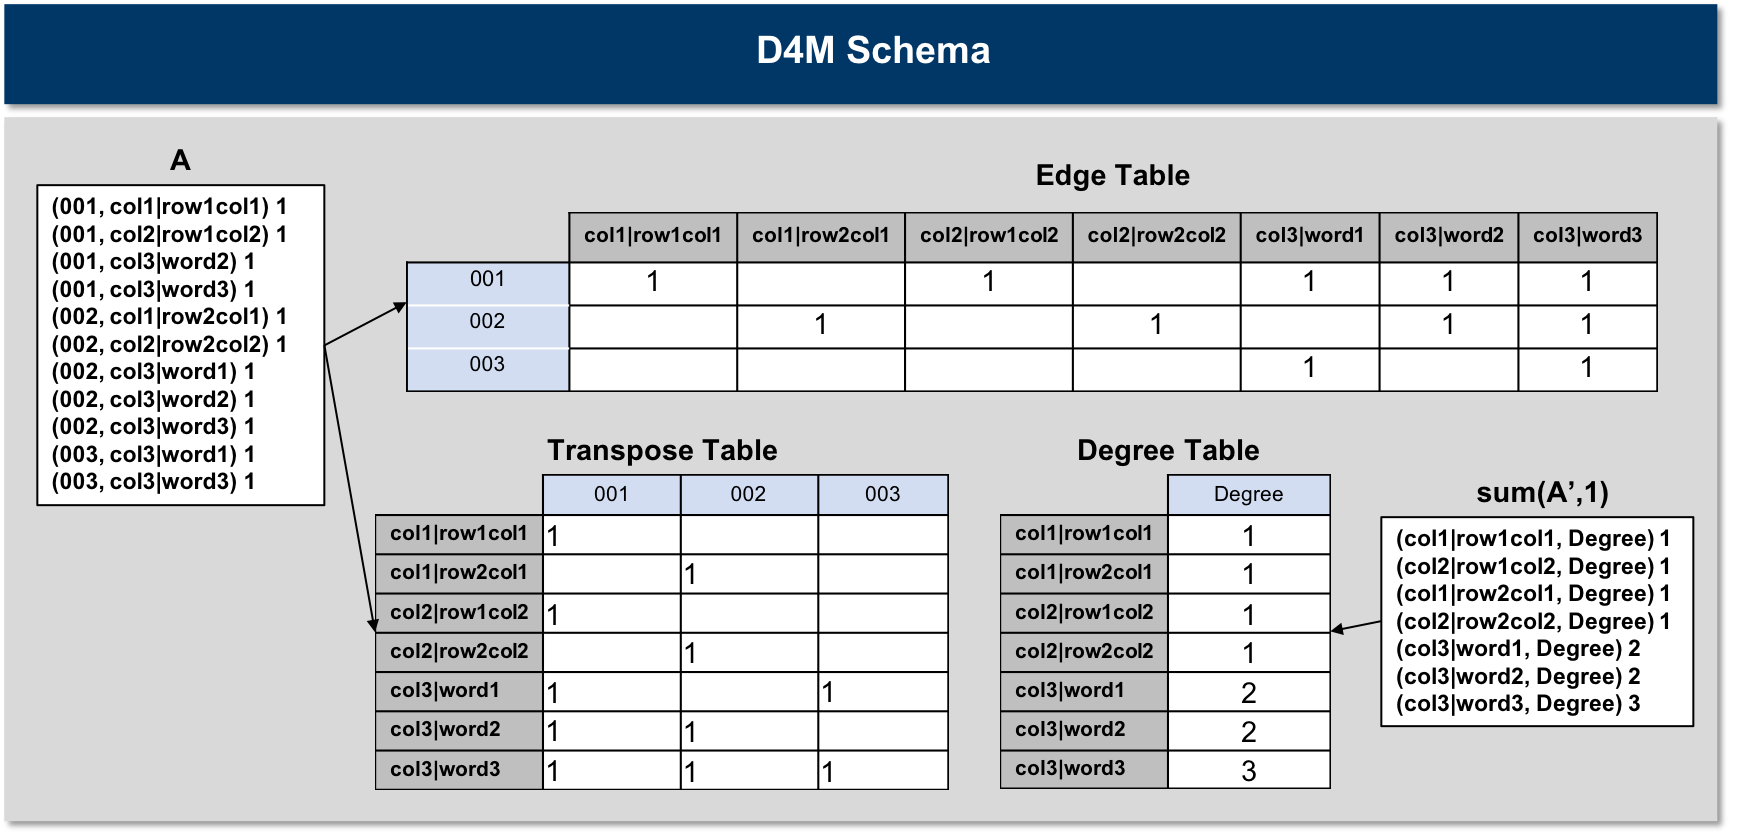 D4M Schema
A
(001, col1|row1col1) 1
(001, col2|row1col2) 1
(001, col3|word2) 1
(001, col3|word3) 1
(002, col1|row2col1) 1
(002, col2|row2col2) 1
(002, col3|word1) 1
(002, col3|word2) 1
(002, col3|word3) 1
(003, col3|word1) 1
(003, col3|word3) 1
Edge Table
col1|row1col1 col1|row2col1 col2|row1col2 col2|row2col2 col3|word1 col3|word2 col3|word3
001 1 1 1 1 1
002 1 1 1 1
003 1 1
Transpose Table
001 002 003
col1|row1col1 1
col1|row2col1 1
col2|row1col2 1
col2|row2col2 1
col3|word1 1 1
col3|word2 1 1
col3|word3 1 1 1
Degree Table
Degree
col1|row1col1 1
col1|row2col1 1
col2|row1col2 1
col2|row2col2 1
col3|word1 2
col3|word2 2
col3|word3 3
sum(A’,1)
(col1|row1col1, Degree) 1
(col2|row1col2, Degree) 1
(col1|row2col1, Degree) 1
(col2|row2col2, Degree) 1
(col3|word1, Degree) 2
(col3|word2, Degree) 2
(col3|word3, Degree) 3